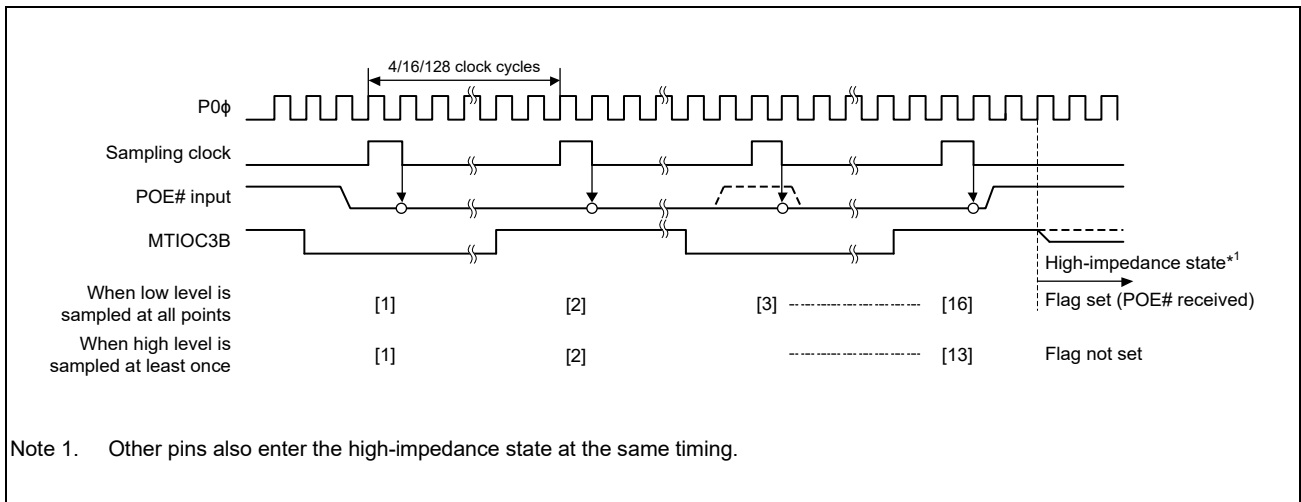 4/16/128 clock cycles
P0ϕ
Sampling clock
POE# input
MTIOC3B
High-impedance state*1
When low level is
sampled at all points
[1] [2] [3] [16] Flag set (POE# received)
When high level is
sampled at least once
[1] [2] [13] Flag not set
Note 1. Other pins also enter the high-impedance state at the same timing.